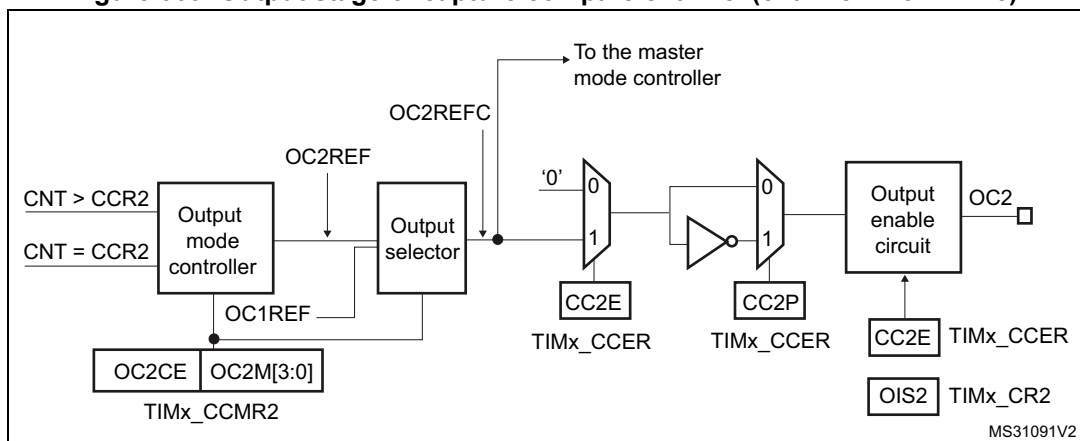 To the master
mode controller
OC2REFC
OC2REF
CNT > CCR2
CNT = CCR2
Output
mode
controller
Output
selector
OC1REF
‘0’
0
1
0
1
Output
enable
circuit
OC2
CC2E
TIMx_CCER
CC2P
TIMx_CCER
CC2E
TIMx_CCER
OIS2
TIMx_CR2
OC2CE
OC2M[3:0]
TIMx_CCMR2
MS31091V2